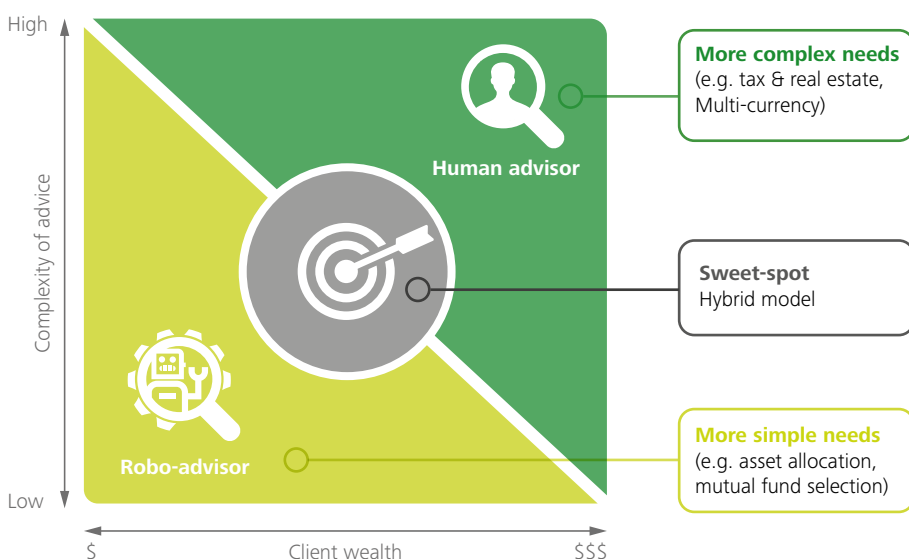 High
Complexity of advice
Low
Human advisor
Robo-advisor
$
Client wealth
$$$
More complex needs
(e.g. tax & real estate,
Multi-currency)
Sweet-spot
Hybrid model
More simple needs
(e.g. asset allocation,
mutual fund selection)